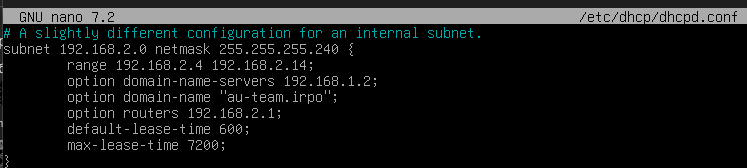 GNU nano 7.2 /etc/dhcp/dhcpd.conf
# A slightly different configuration for an internal subnet.
subnet 192.168.2.0 netmask 255.255.255.240 {
        range 192.168.2.4 192.168.2.14;
        option domain-name-servers 192.168.1.2;
        option domain-name "au-team.irpo";
        option routers 192.168.2.1;
        default-lease-time 600;
        max-lease-time 7200;
}